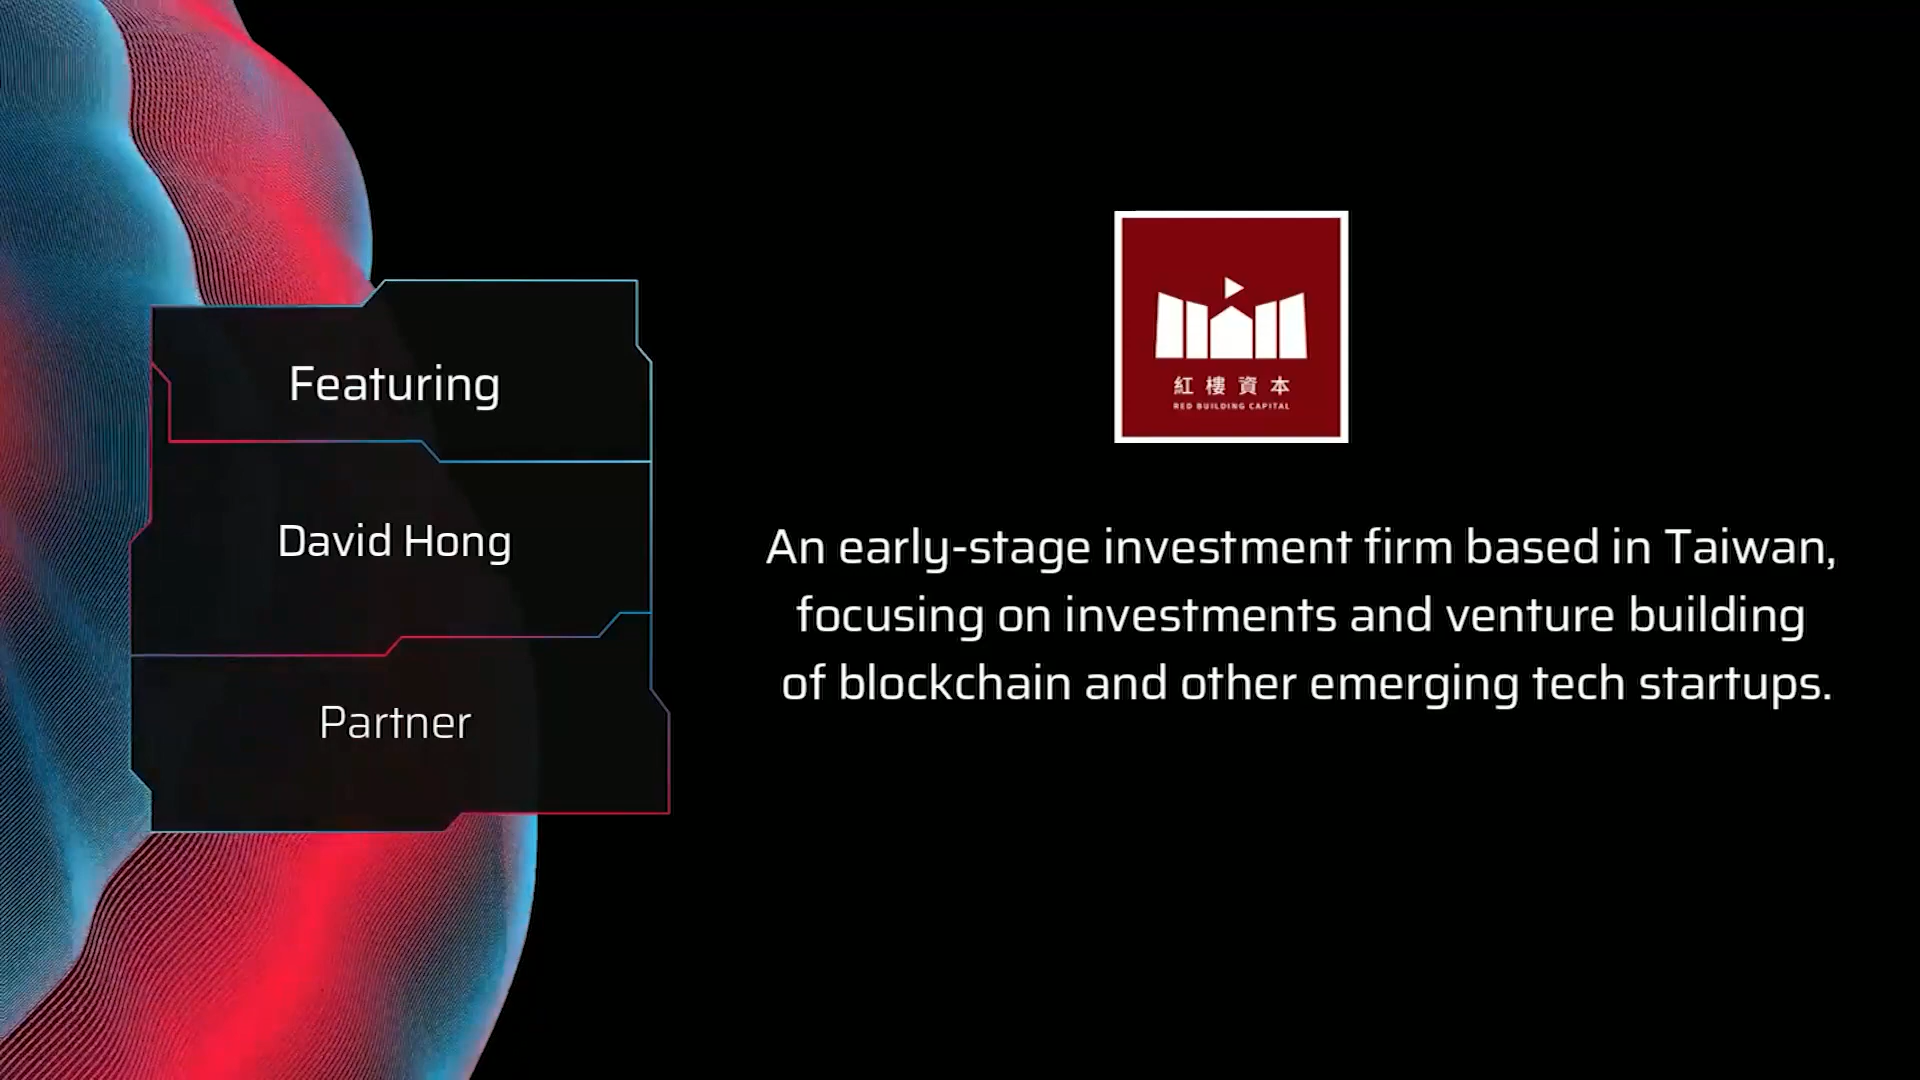 Featuring
David Hong
Partner
紅樓資本
RED BUILDING CAPITAL
An early-stage investment firm based in Taiwan,
focusing on investments and venture building
of blockchain and other emerging tech startups.